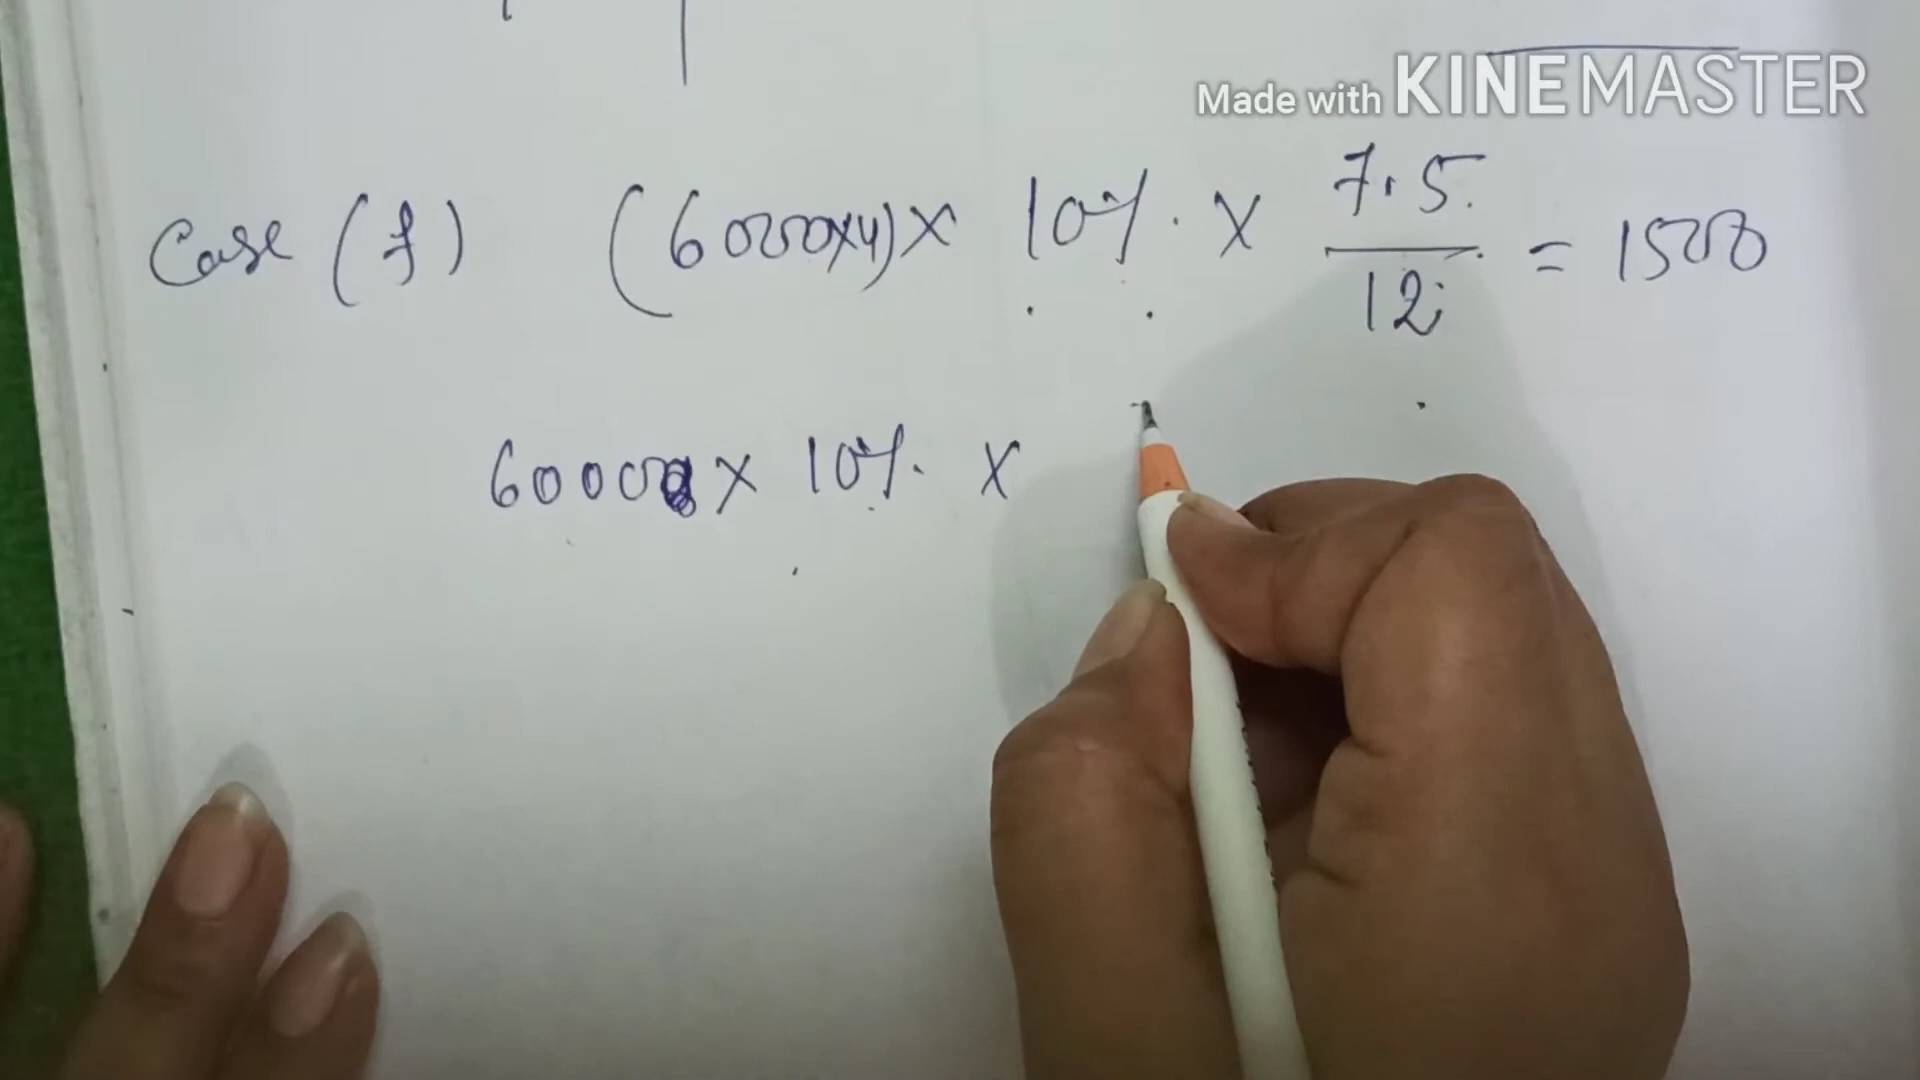 Made with KINEMASTER
Case (f) (6000x4) x 10% x 7.5/12 = 1500
6000 x 10% x